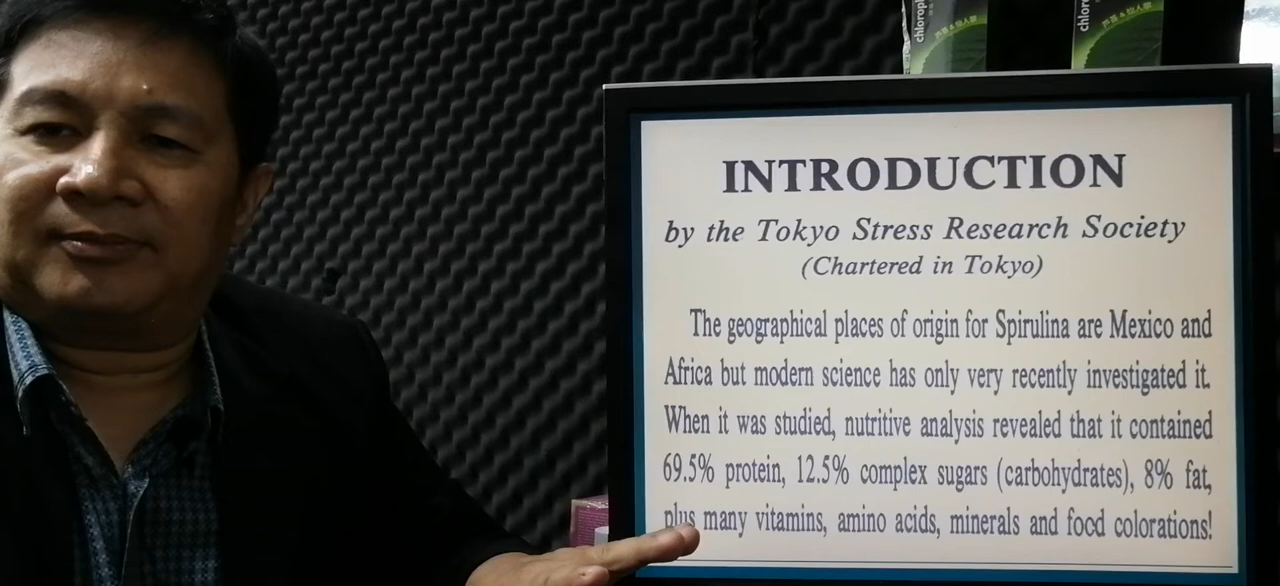 chlorop
chloro
INTRODUCTION
by the Tokyo Stress Research Society
(Chartered in Tokyo)
The geographical places of origin for Spirulina are Mexico and
Africa but modern science has only very recently investigated it.
When it was studied, nutritive analysis revealed that it contained
69.5% protein, 12.5% complex sugars (carbohydrates), 8% fat,
plus many vitamins, amino acids, minerals and food colorations!